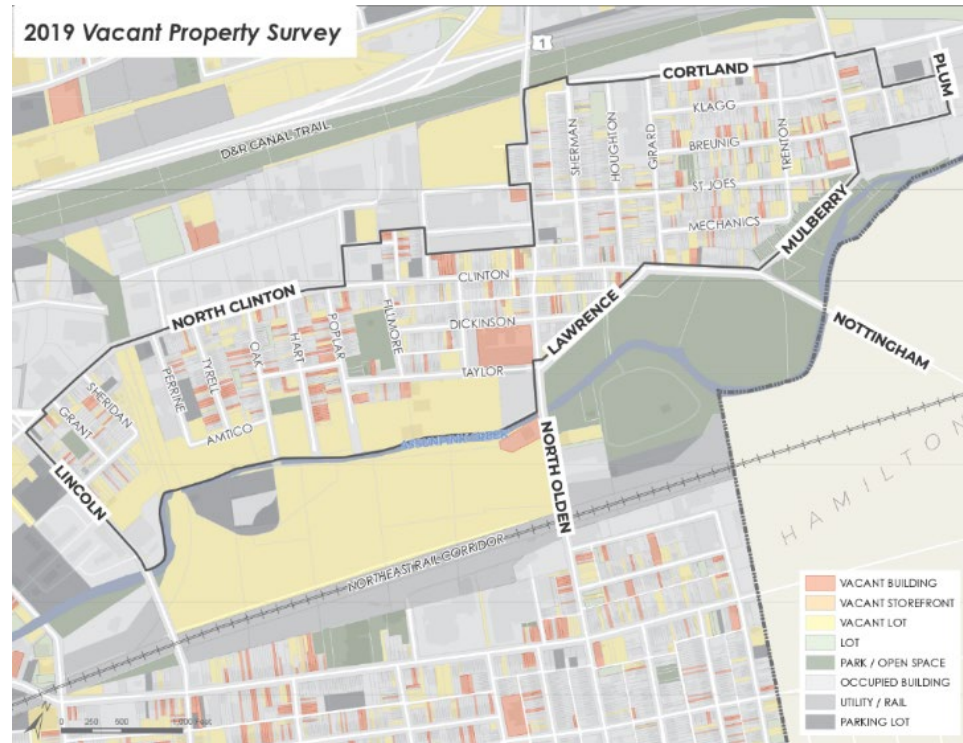 2019 Vacant Property Survey
1
CORTLAND
PLUM
KLAGG
D&R CANAL TRAIL
SHERMAN
HOUGHTON
GIRARD
BREUNIG
TRENTON
ST JOES
MECHANICS
MULBERRY
CLINTON
NORTH CLINTON
FILLMORE
POPLAR
DICKINSON
LAWRENCE
NOTTINGHAM
OAK
HART
TYRELL
PERRINE
TAYLOR
SHERIDAN
GRANT
AMTICO
LINCOLN
NORTH OLDEN
HAMILTON
NORTHEAST RAIL CORRIDOR
VACANT BUILDING
VACANT STOREFRONT
VACANT LOT
LOT
PARK / OPEN SPACE
OCCUPIED BUILDING
UTILITY / RAIL
PARKING LOT
N
0 250 500 1,000 Feet